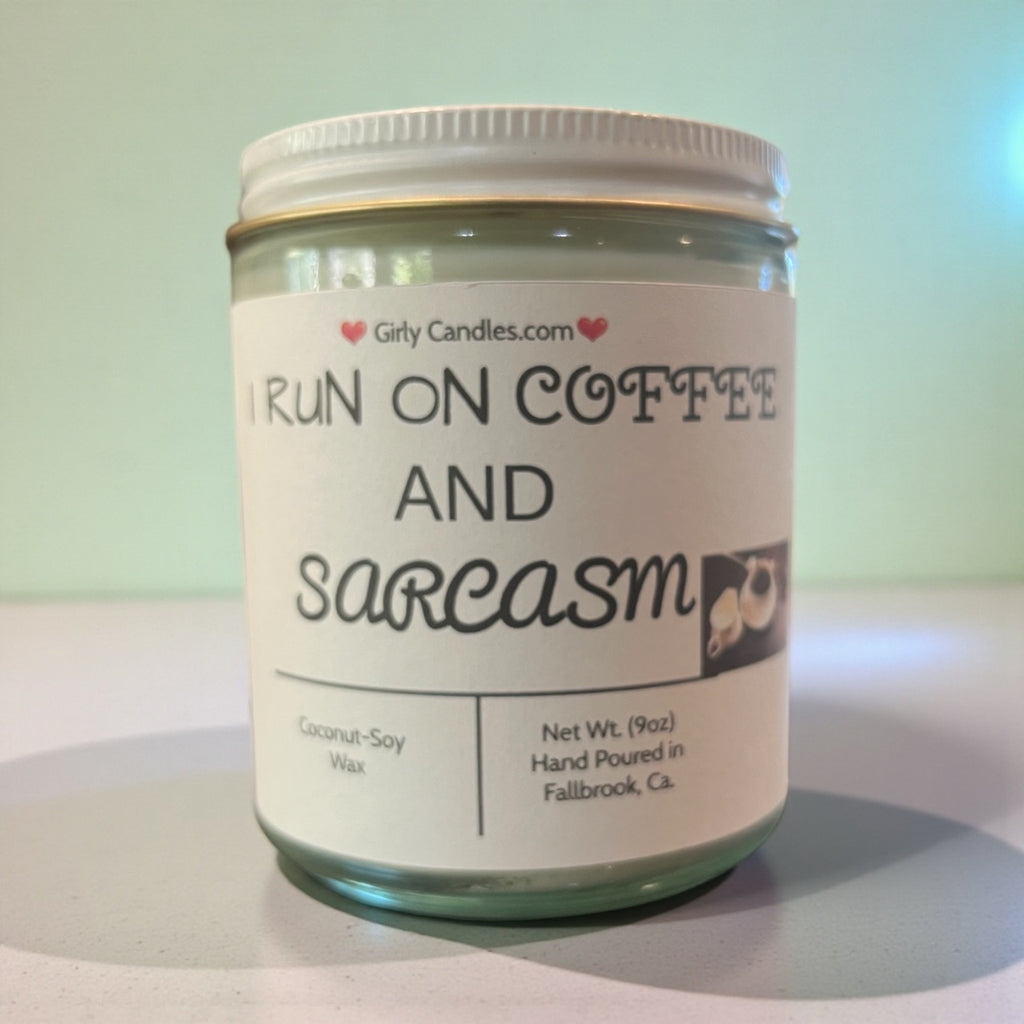 ❤ Girly Candles.com ❤
I RUN ON COFFEE
AND
SARCASM
Coconut-Soy
Wax
Net Wt. (9oz)
Hand Poured in
Fallbrook, Ca.